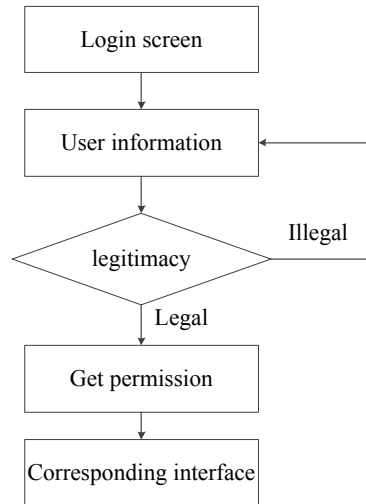 Login screen
User information
Illegal
legitimacy
Legal
Get permission
Corresponding interface